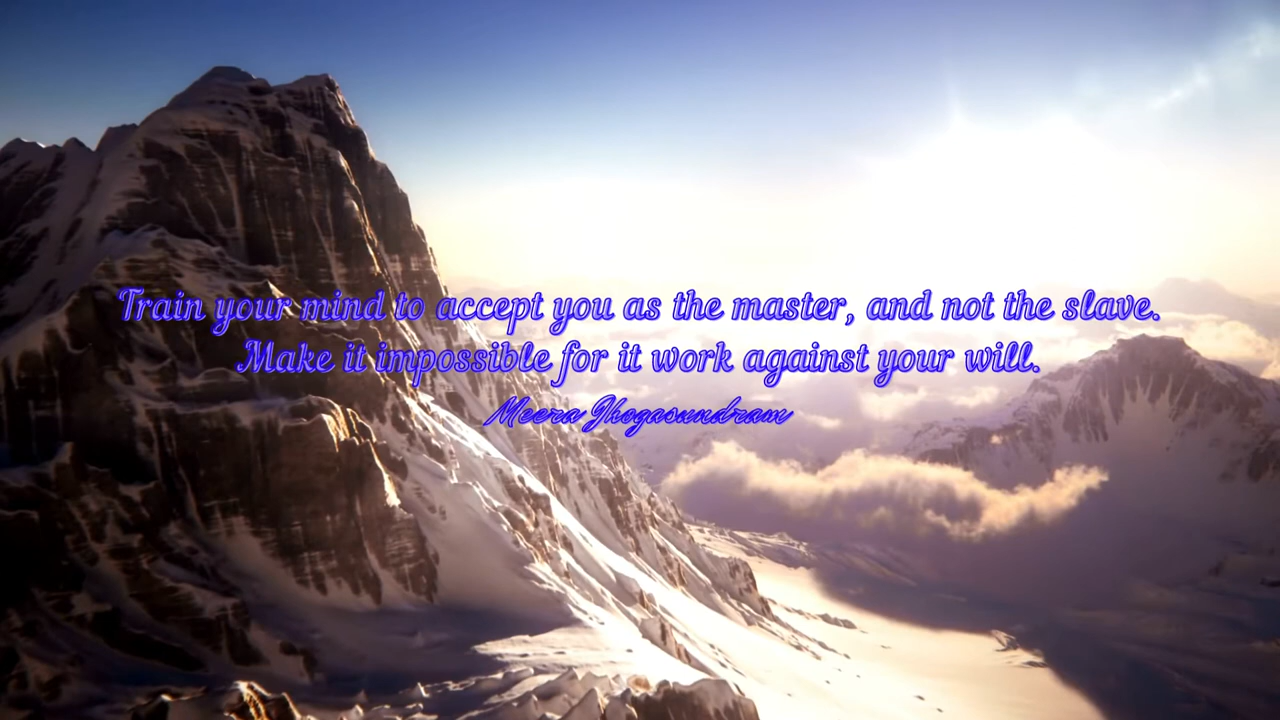 Train your mind to accept you as the master, and not the slave.
Make it impossible for it work against your will.
Meera Jhogasundram